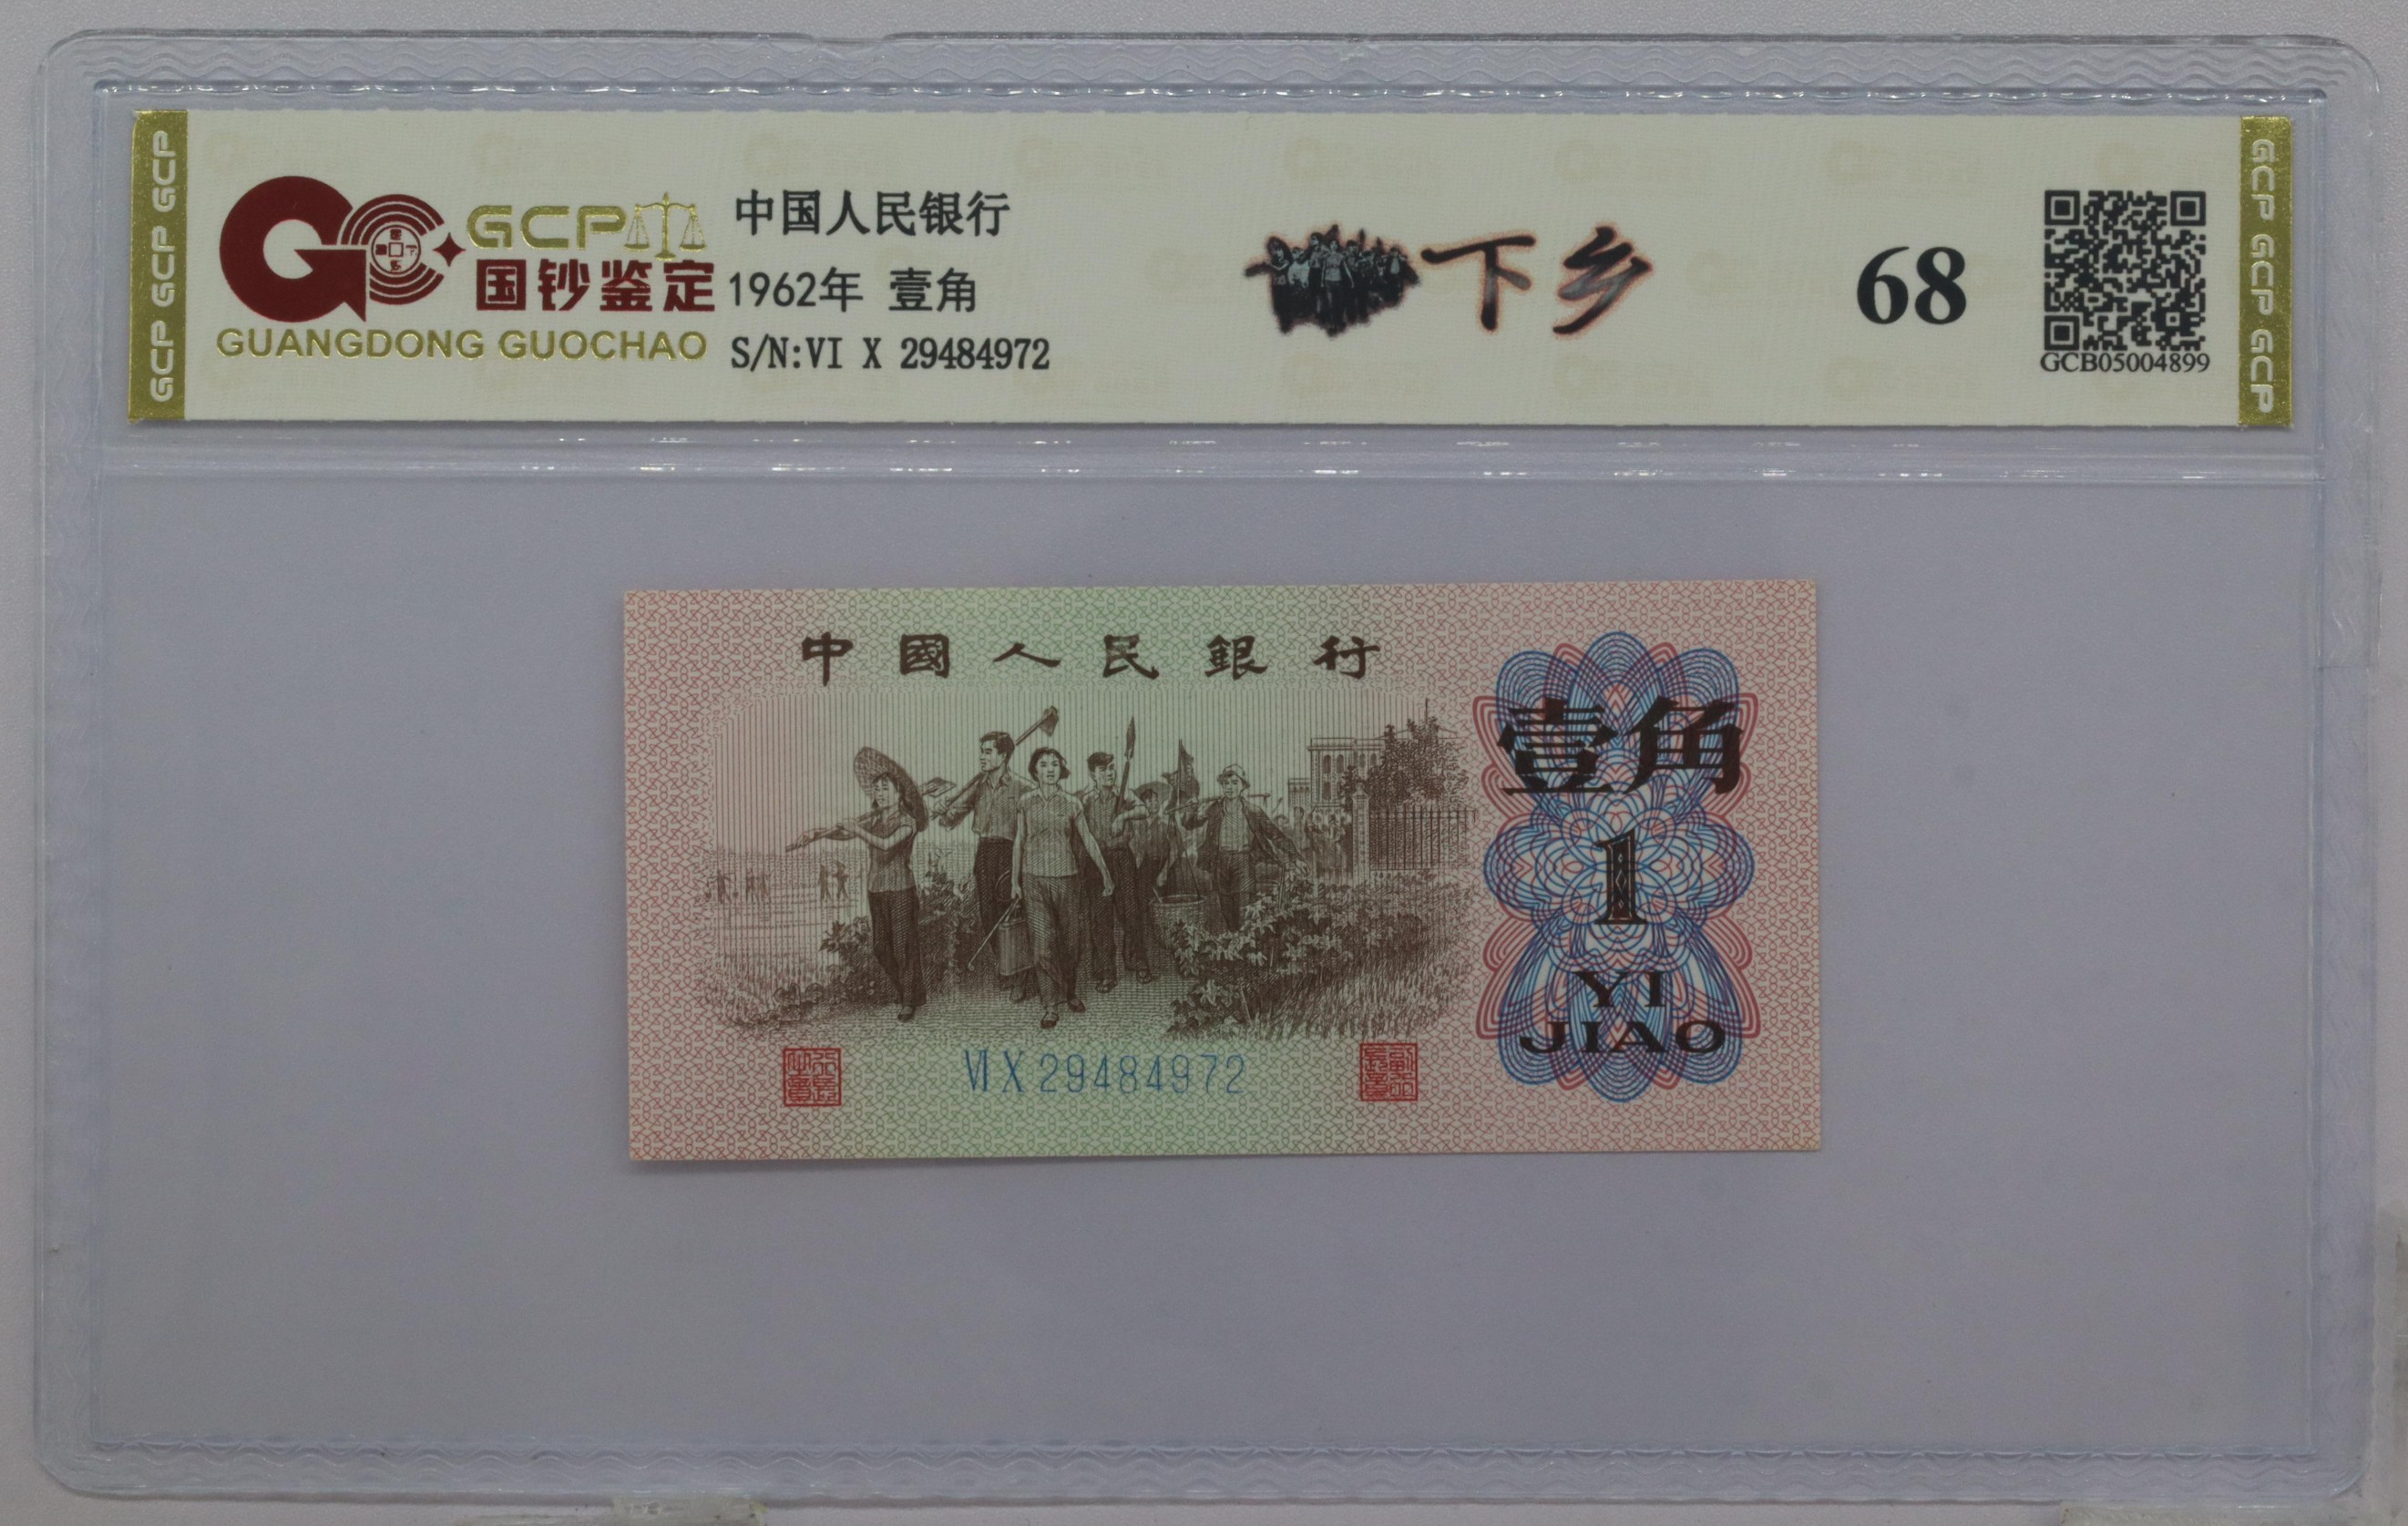 GCP GCP GCP
GCP
国钞鉴定
GUANGDONG GUOCHAO
中国人民银行
1962年 壹角
S/N:VI X 29484972
下乡
68
GCB05004899
GCP GCP GCP
中國人民銀行
壹角
1
YI
JIAO
VI X 29484972